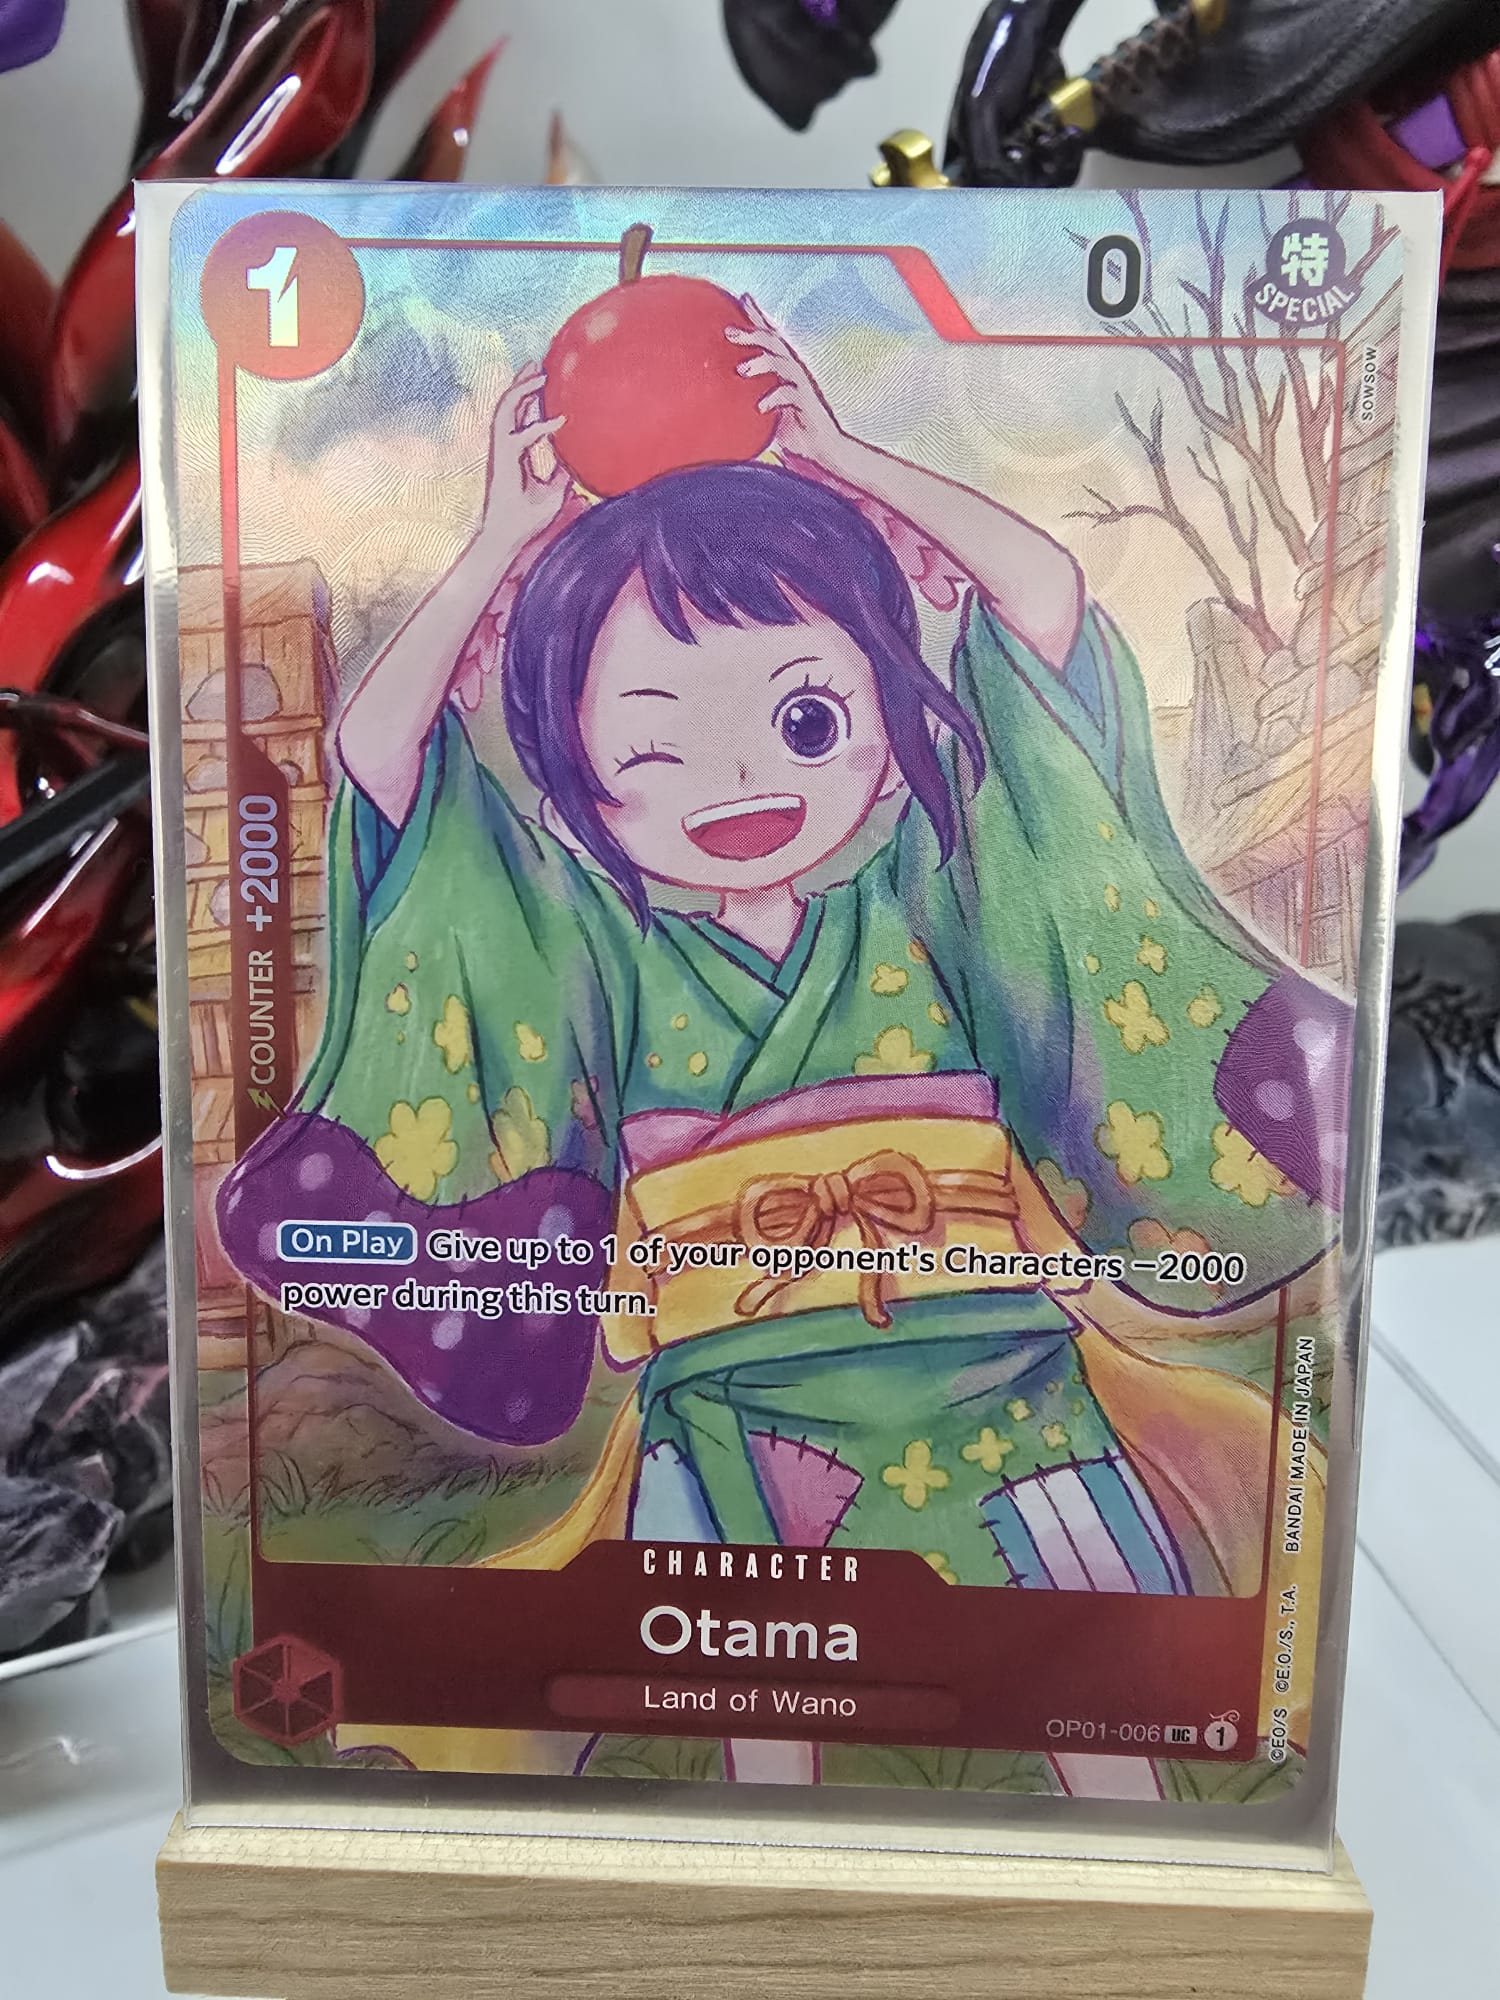 1
0
特
SPECIAL
SOWSOW
COUNTER +2000
On Play Give up to 1 of your opponent's Characters −2000
power during this turn.
CHARACTER
Otama
Land of Wano
OP01-006 UC 1
©EO/S ©E.O./S., T.A. BANDAI MADE IN JAPAN